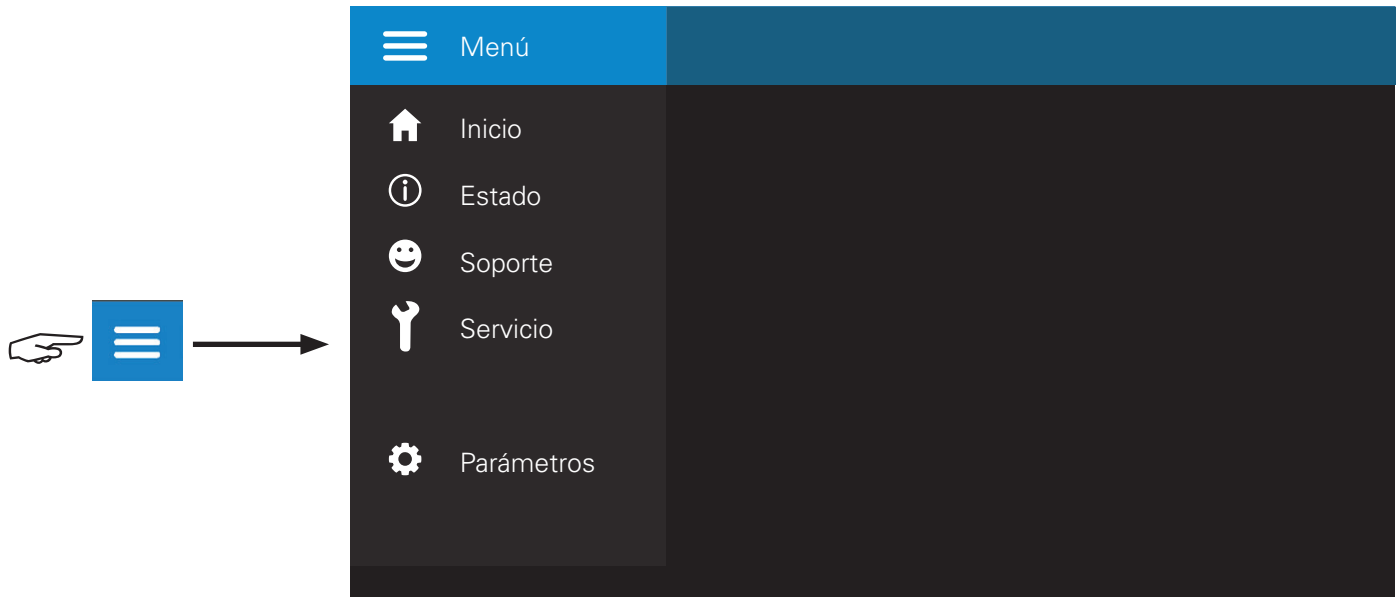 Menú
Inicio
Estado
Soporte
Servicio
Parámetros